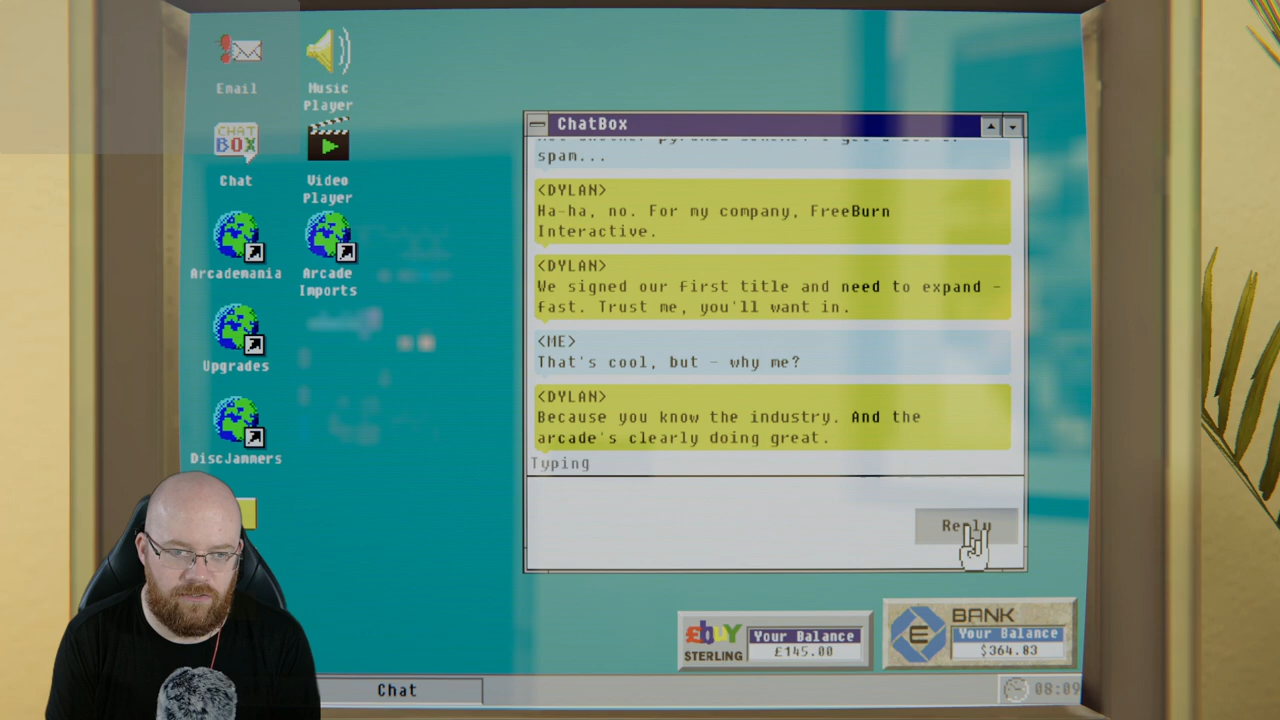 Email
Music
Player
CHAT
BOX
Chat
Video
Player
Arcademania
Arcade
Imports
Upgrades
DiscJammers
ChatBox
spam...
<DYLAN>
Ha-ha, no. For my company, FreeBurn
Interactive.
<DYLAN>
We signed our first title and need to expand -
fast. Trust me, you'll want in.
<ME>
That's cool, but - why me?
<DYLAN>
Because you know the industry. And the
arcade's clearly doing great.
Typing
Reply
£buY
STERLING
Your Balance
£145.00
E
BANK
Your Balance
$364.83
Chat
08:09